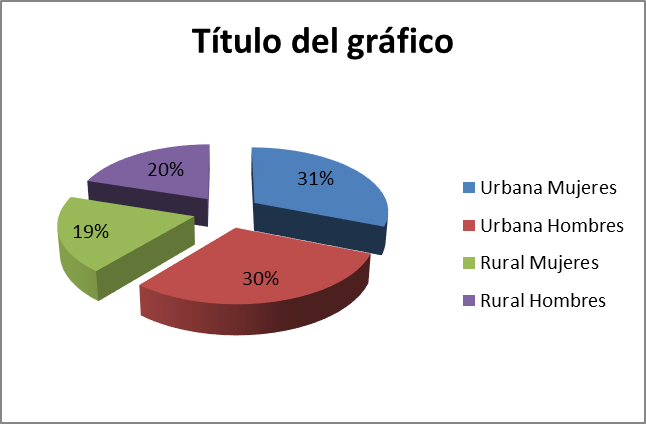 Título del gráfico
20%
31%
19%
30%
Urbana Mujeres
Urbana Hombres
Rural Mujeres
Rural Hombres